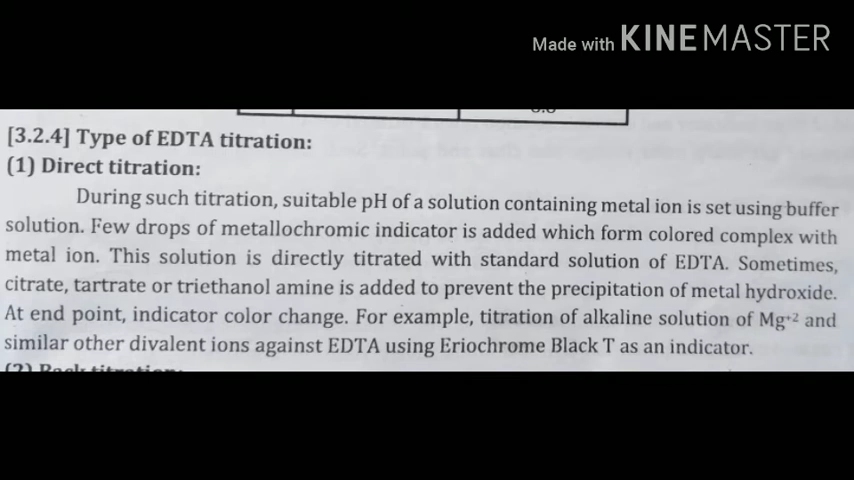 Made with KINEMASTER
[3.2.4] Type of EDTA titration:
(1) Direct titration:
During such titration, suitable pH of a solution containing metal ion is set using buffer
solution. Few drops of metallochromic indicator is added which form colored complex with
metal ion. This solution is directly titrated with standard solution of EDTA. Sometimes,
citrate, tartrate or triethanol amine is added to prevent the precipitation of metal hydroxide.
At end point, indicator color change. For example, titration of alkaline solution of Mg⁺² and
similar other divalent ions against EDTA using Eriochrome Black T as an indicator.
(2) Back titration: